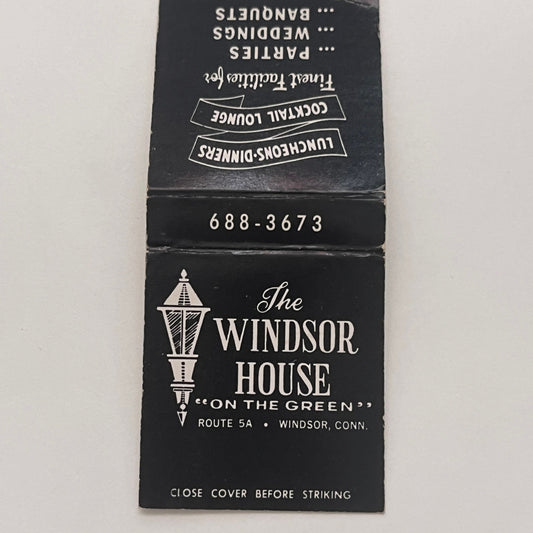 The
WINDSOR
HOUSE
"ON THE GREEN"
ROUTE 5A • WINDSOR, CONN.
CLOSE COVER BEFORE STRIKING
688-3673
LUNCHEONS-DINNERS
COCKTAIL LOUNGE
Finest Facilities for
... PARTIES
... WEDDINGS
... BANQUETS